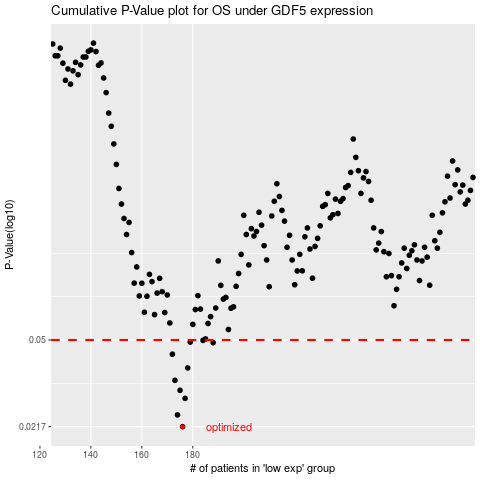 Cumulative P-Value plot for OS under GDF5 expression
P-Value(log10)
0.05
0.0217
optimized
120 140 160 180
# of patients in 'low exp' group